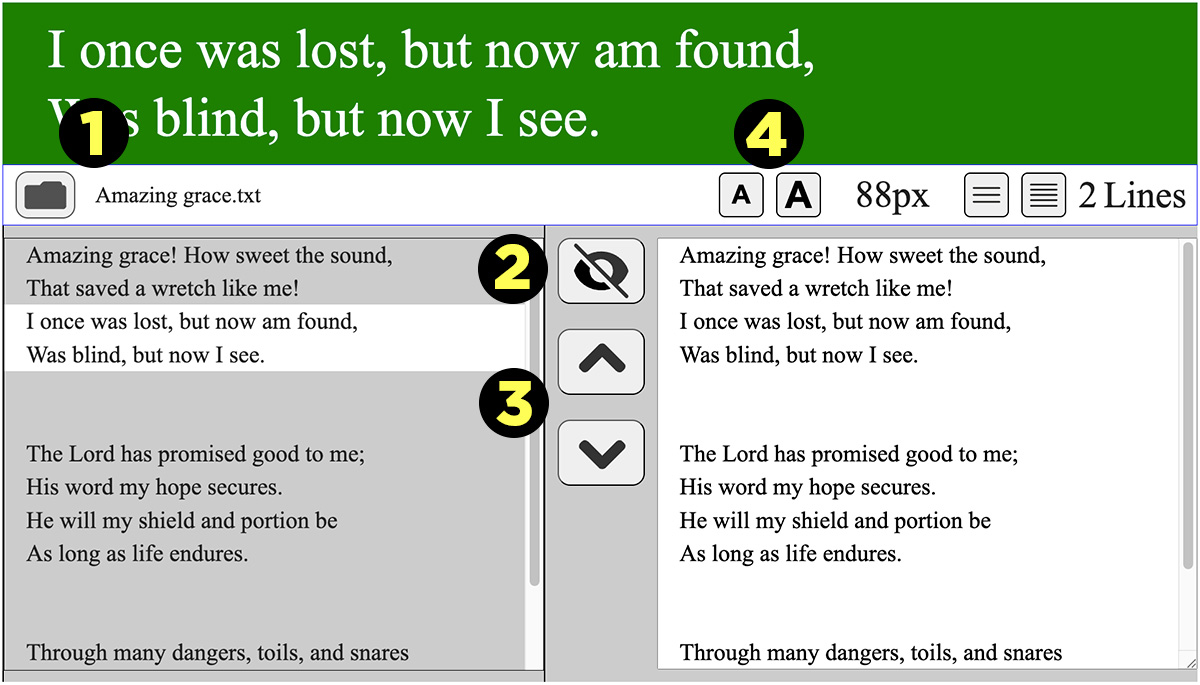 I once was lost, but now am found,
Was blind, but now I see.
1
4
Amazing grace.txt
A A 88px 2 Lines
Amazing grace! How sweet the sound,
That saved a wretch like me!
I once was lost, but now am found,
Was blind, but now I see.
The Lord has promised good to me;
His word my hope secures.
He will my shield and portion be
As long as life endures.
Through many dangers, toils, and snares
2
3
Amazing grace! How sweet the sound,
That saved a wretch like me!
I once was lost, but now am found,
Was blind, but now I see.
The Lord has promised good to me;
His word my hope secures.
He will my shield and portion be
As long as life endures.
Through many dangers, toils, and snares